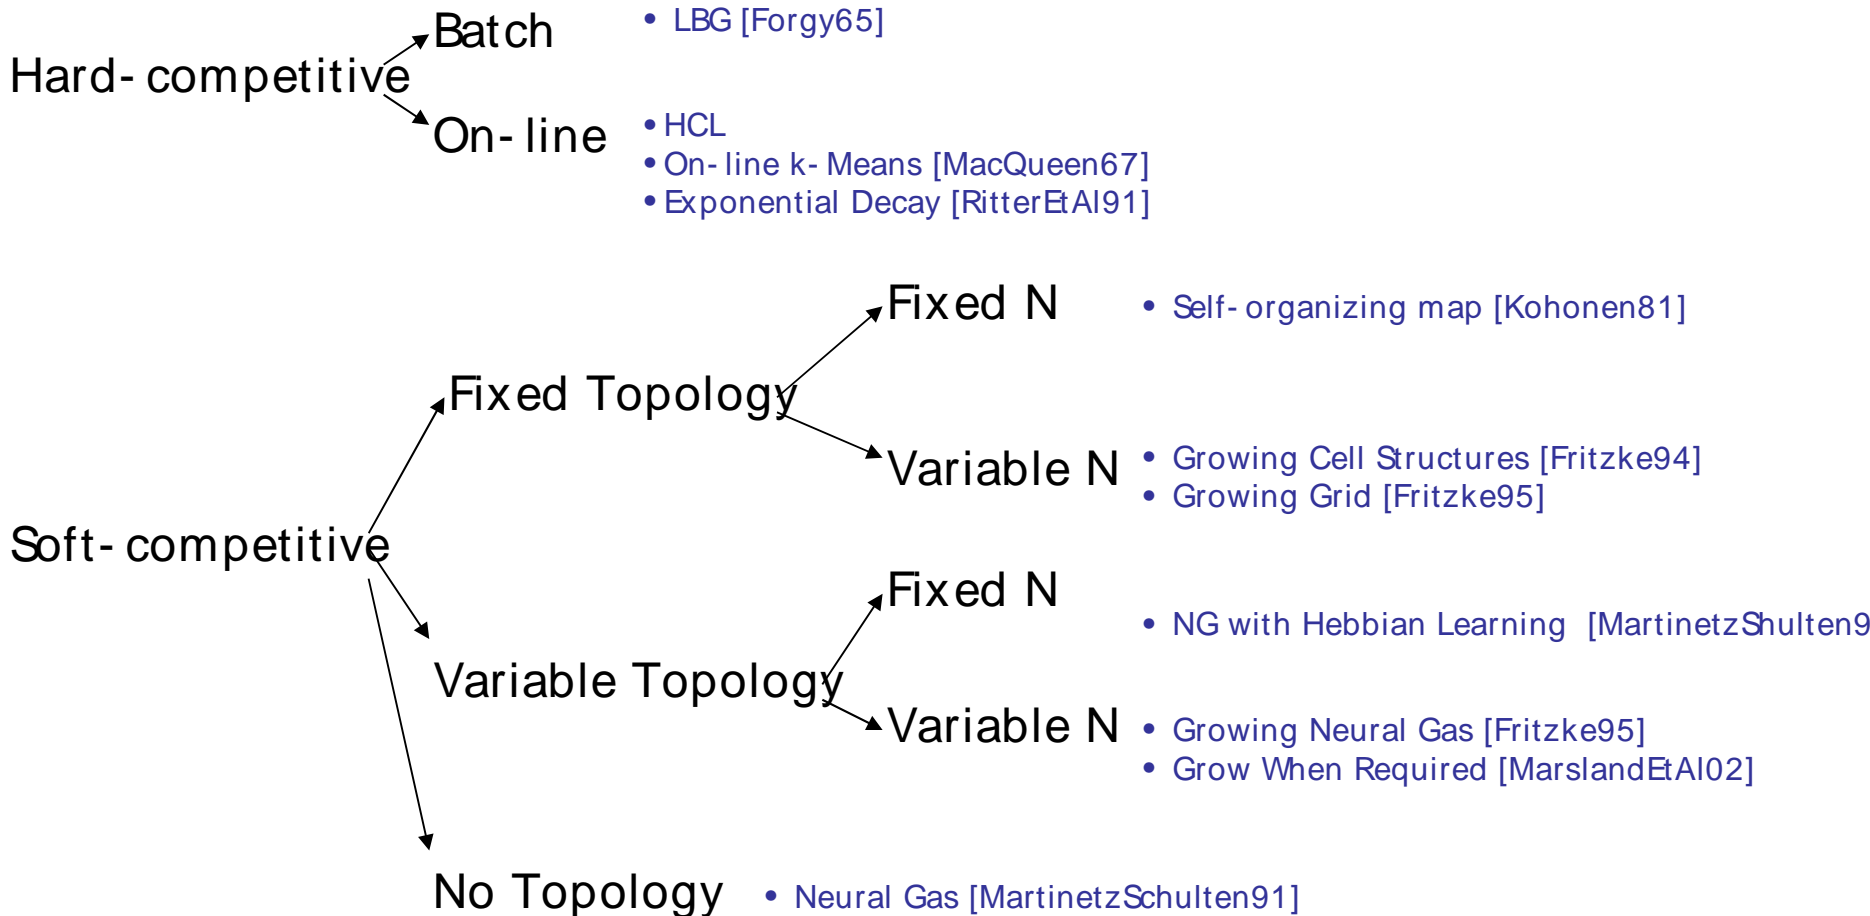 Batch
• LBG [Forgy65]
Hard-competitive
On-line
• HCL
• On-line k-Means [MacQueen67]
• Exponential Decay [RitterEtAl91]
Fixed N
• Self-organizing map [Kohonen81]
Fixed Topology
Variable N
• Growing Cell Structures [Fritzke94]
• Growing Grid [Fritzke95]
Soft-competitive
Fixed N
• NG with Hebbian Learning [MartinetzShulten9
Variable Topology
Variable N
• Growing Neural Gas [Fritzke95]
• Grow When Required [MarslandEtAl02]
No Topology
• Neural Gas [MartinetzSchulten91]